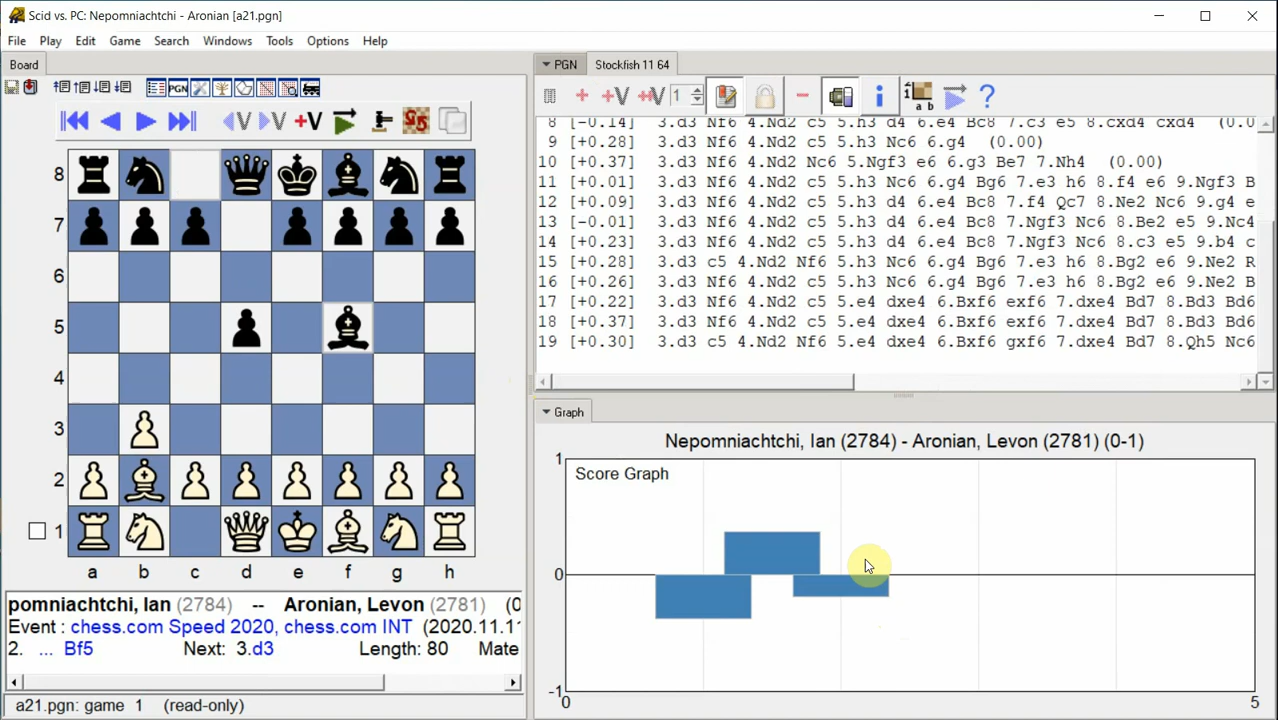 Scid vs. PC: Nepomniachtchi - Aronian [a21.pgn]
File Play Edit Game Search Windows Tools Options Help
Board
PGN
8
7
6
5
4
3
2
1
a b c d e f g h
pomniachtchi, Ian (2784) -- Aronian, Levon (2781) (0
Event : chess.com Speed 2020, chess.com INT (2020.11.1
2. ... Bf5 Next: 3.d3 Length: 80 Mate
a21.pgn: game 1 (read-only)
PGN Stockfish 11 64
+ +V 1 ?
8 [-0.14] 3.d3 Nf6 4.Nd2 c5 5.h3 d4 6.e4 Bc8 7.c3 e5 8.cxd4 cxd4 (0.0
9 [+0.28] 3.d3 Nf6 4.Nd2 c5 5.h3 Nc6 6.g4 (0.00)
10 [+0.37] 3.d3 Nf6 4.Nd2 Nc6 5.Ngf3 e6 6.g3 Be7 7.Nh4 (0.00)
11 [+0.01] 3.d3 Nf6 4.Nd2 c5 5.h3 Nc6 6.g4 Bg6 7.e3 h6 8.f4 e6 9.Ngf3 B
12 [+0.09] 3.d3 Nf6 4.Nd2 c5 5.h3 d4 6.e4 Bc8 7.f4 Qc7 8.Ne2 Nc6 9.g4 e
13 [-0.01] 3.d3 Nf6 4.Nd2 c5 5.h3 d4 6.e4 Bc8 7.Ngf3 Nc6 8.Be2 e5 9.Nc4
14 [+0.23] 3.d3 Nf6 4.Nd2 c5 5.h3 d4 6.e4 Bc8 7.Ngf3 Nc6 8.c3 e5 9.b4 c
15 [+0.28] 3.d3 c5 4.Nd2 Nf6 5.h3 Nc6 6.g4 Bg6 7.e3 h6 8.Bg2 e6 9.Ne2 R
16 [+0.26] 3.d3 Nf6 4.Nd2 c5 5.h3 Nc6 6.g4 Bg6 7.e3 h6 8.Bg2 e6 9.Ne2 B
17 [+0.22] 3.d3 Nf6 4.Nd2 c5 5.e4 dxe4 6.Bxf6 exf6 7.dxe4 Bd7 8.Bd3 Bd6
18 [+0.37] 3.d3 Nf6 4.Nd2 c5 5.e4 dxe4 6.Bxf6 exf6 7.dxe4 Bd7 8.Bd3 Bd6
19 [+0.30] 3.d3 c5 4.Nd2 Nf6 5.e4 dxe4 6.Bxf6 gxf6 7.dxe4 Bd7 8.Qh5 Nc6
Graph
Nepomniachtchi, Ian (2784) - Aronian, Levon (2781) (0-1)
1
Score Graph
0
-1
0 5